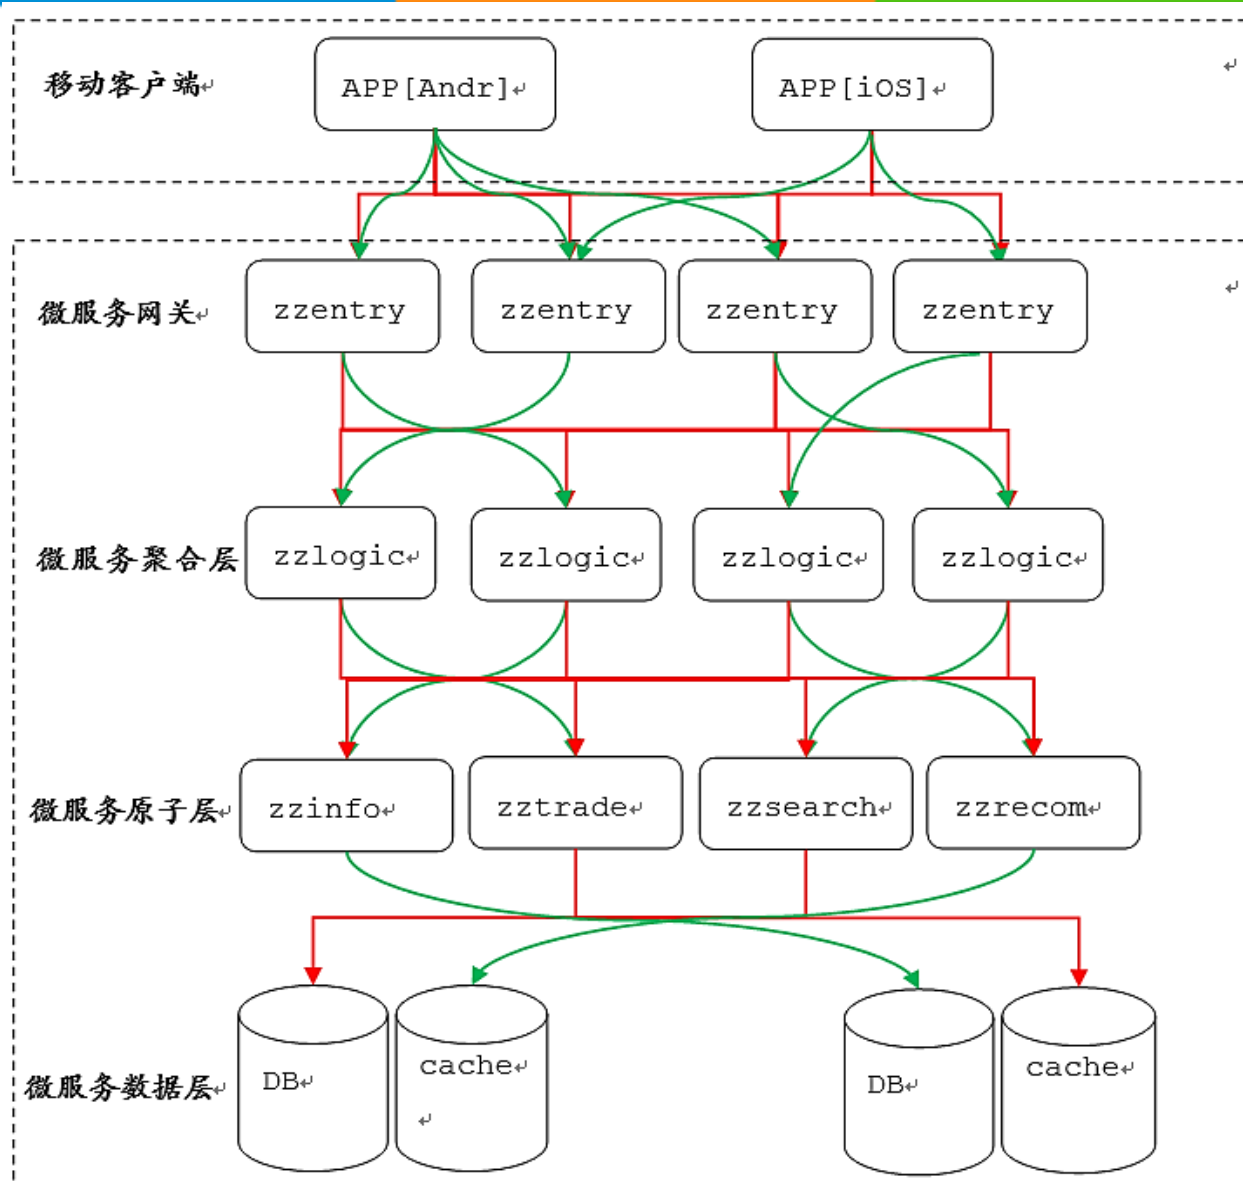 移动客户端
APP[Andr]
APP[iOS]
微服务网关
zzentry
zzentry
zzentry
zzentry
微服务聚合层
zzlogic
zzlogic
zzlogic
zzlogic
微服务原子层
zzinfo
zztrade
zzsearch
zzrecom
微服务数据层
DB
cache
DB
cache